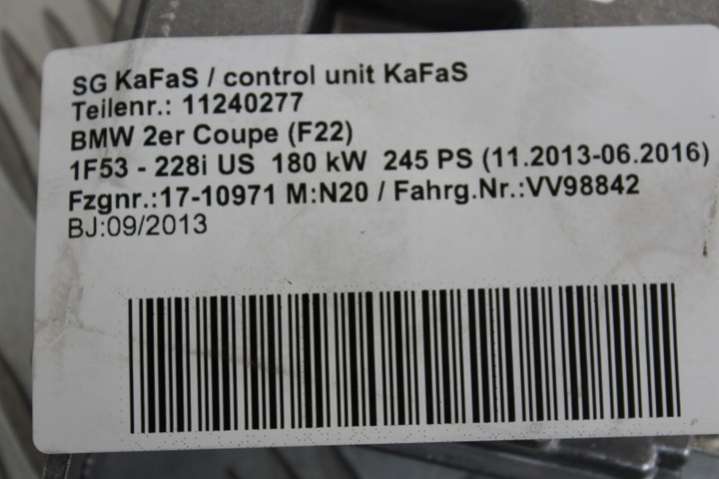 SG KaFaS / control unit KaFaS
Teilenr.: 11240277
BMW 2er Coupe (F22)
1F53 - 228i US 180 kW 245 PS (11.2013-06.2016)
Fzgnr.:17-10971 M:N20 / Fahrg.Nr.:VV98842
BJ:09/2013